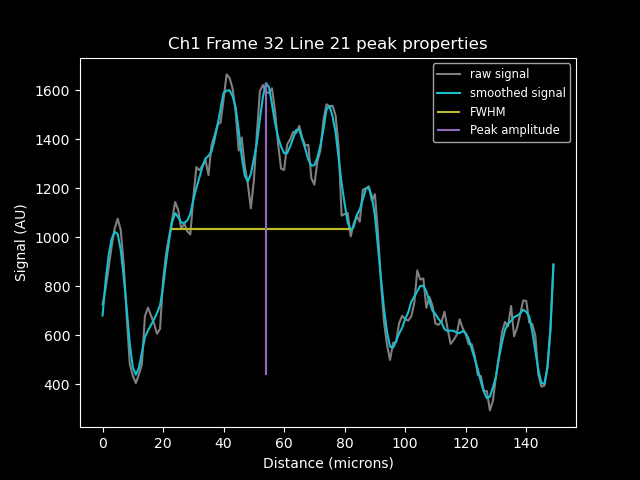 Ch1 Frame 32 Line 21 peak properties
raw signal
smoothed signal
FWHM
Peak amplitude
Signal (AU)
1600
1400
1200
1000
800
600
400
0 20 40 60 80 100 120 140
Distance (microns)